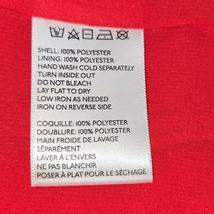 SHELL: 100% POLYESTER
LINING: 100% POLYESTER
HAND WASH COLD SEPARATELY
TURN INSIDE OUT
DO NOT BLEACH
LAY FLAT TO DRY
LOW IRON AS NEEDED
IRON ON REVERSE SIDE
COQUILLE: 100% POLYESTER
DOUBLURE: 100% POLYESTER
MAIN FROIDE DE LAVAGE
SÉPARÉMENT
LAVER À L'ENVERS
NE PAS BLANCHIR
POSER À PLAT POUR LE SÉCHAGE